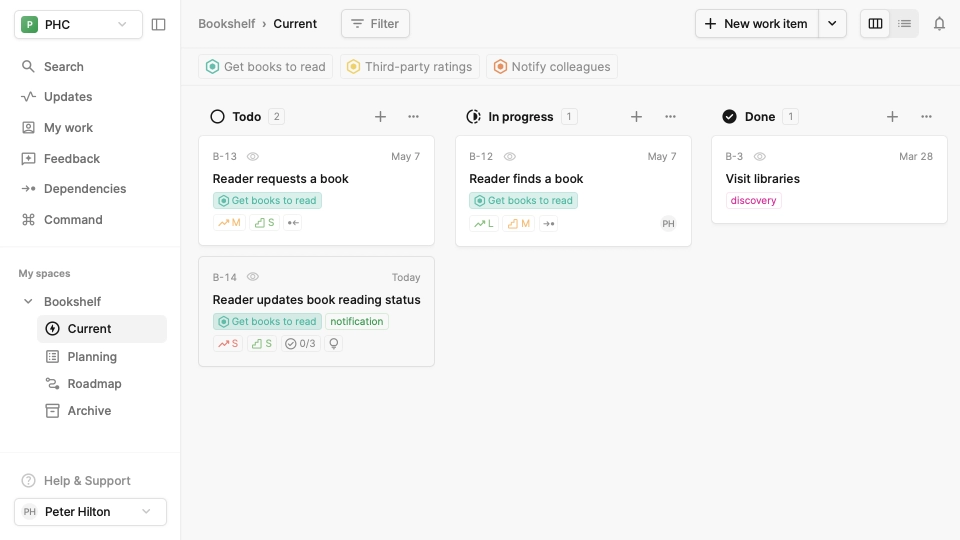 P PHC
Bookshelf › Current
Filter
New work item
Search
Updates
My work
Feedback
Dependencies
Command
My spaces
Bookshelf
Current
Planning
Roadmap
Archive
Help & Support
PH Peter Hilton
Get books to read
Third-party ratings
Notify colleagues
Todo 2
B-13 May 7
Reader requests a book
Get books to read
M S
B-14 Today
Reader updates book reading status
Get books to read notification
S S 0/3
In progress 1
B-12 May 7
Reader finds a book
Get books to read
L M PH
Done 1
B-3 Mar 28
Visit libraries
discovery